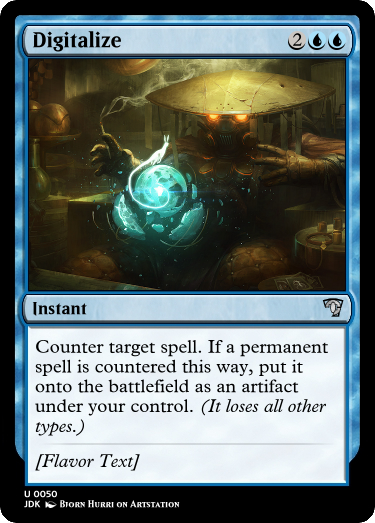 Digitalize 2
Instant
Counter target spell. If a permanent
spell is countered this way, put it
onto the battlefield as an artifact
under your control. (It loses all other
types.)
[Flavor Text]
U 0050
JDK Bjorn Hurri on Artstation